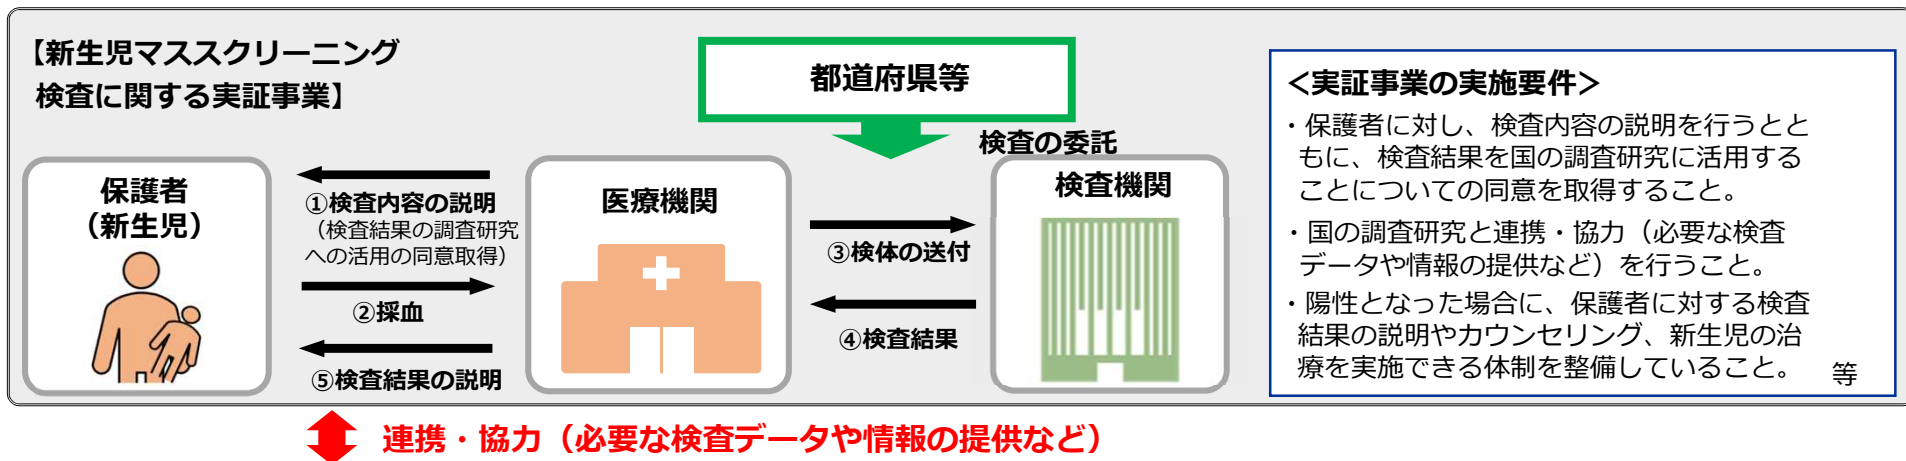 【新生児マススクリーニング
検査に関する実証事業】
都道府県等
検査の委託
保護者
（新生児）
①検査内容の説明
（検査結果の調査研究
への活用の同意取得）
②採血
⑤検査結果の説明
医療機関
③検体の送付
④検査結果
検査機関
＜実証事業の実施要件＞
・保護者に対し、検査内容の説明を行うとと
もに、検査結果を国の調査研究に活用する
ことについての同意を取得すること。
・国の調査研究と連携・協力（必要な検査
データや情報の提供など）を行うこと。
・陽性となった場合に、保護者に対する検査
結果の説明やカウンセリング、新生児の治
療を実施できる体制を整備していること。
等
連携・協力（必要な検査データや情報の提供など）